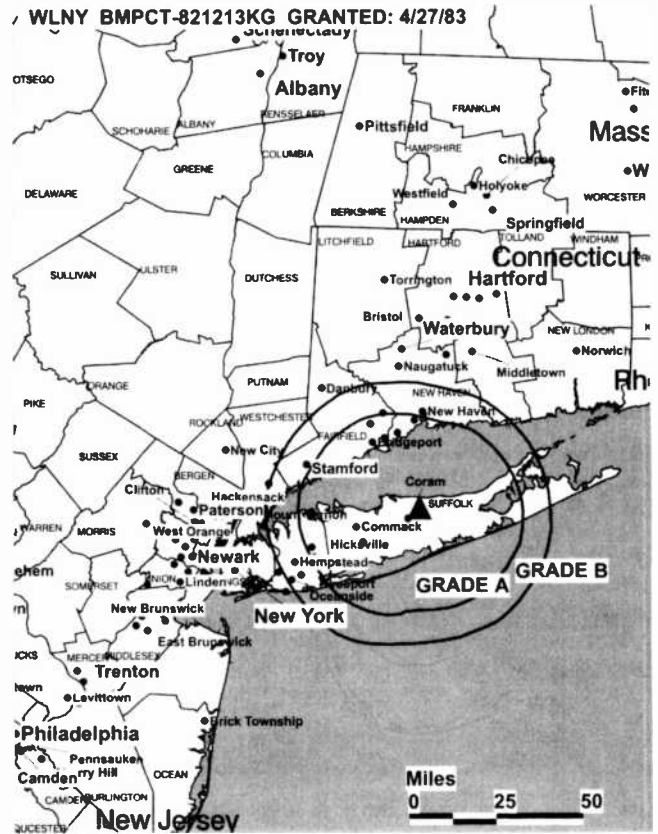 WLNY BMPCT-821213KG GRANTED: 4/27/83
Schenectady
Troy
Albany
OTSEGO
SCHOHARIE
ALBANY
RENSSELAER
FRANKLIN
Pittsfield
Mass
HAMPSHIRE
Chicopee
GREENE
COLUMBIA
DELAWARE
Westfield
Holyoke
WORCESTER
BERKSHIRE
HAMPDEN
Springfield
LITCHFIELD
HARTFORD
TOLLAND
WINDHAM
Connecticut
SULLIVAN
ULSTER
DUTCHESS
Torrington
Hartford
Bristol
Waterbury
NEW LONDON
Norwich
Naugatuck
Middletown
ORANGE
PUTNAM
Danbury
NEW HAVEN
PIKE
ROCKLAND
WESTCHESTER
New Haven
FAIRFIELD
Bridgeport
SUSSEX
New City
BERGEN
Stamford
Coram
Clifton
Hackensack
Paterson
SUFFOLK
WARREN
MORRIS
West Orange
Commack
Hicksville
Newark
Hempstead
SOMERSET
UNION
Linden
GRADE A
GRADE B
Oceanside
New Brunswick
New York
East Brunswick
MERCER
MIDDLESEX
Trenton
Levittown
Brick Township
Philadelphia
Pennsauken
Camden
OCEAN
Miles
CAMDEN
BURLINGTON
New Jersey
0 25 50